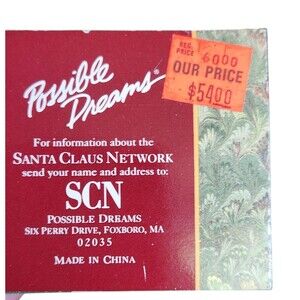 Possible
Dreams®
REG.
PRICE 6000
OUR PRICE
$5400
For information about the
SANTA CLAUS NETWORK
send your name and address to:
SCN
POSSIBLE DREAMS
SIX PERRY DRIVE, FOXBORO, MA
02035
MADE IN CHINA